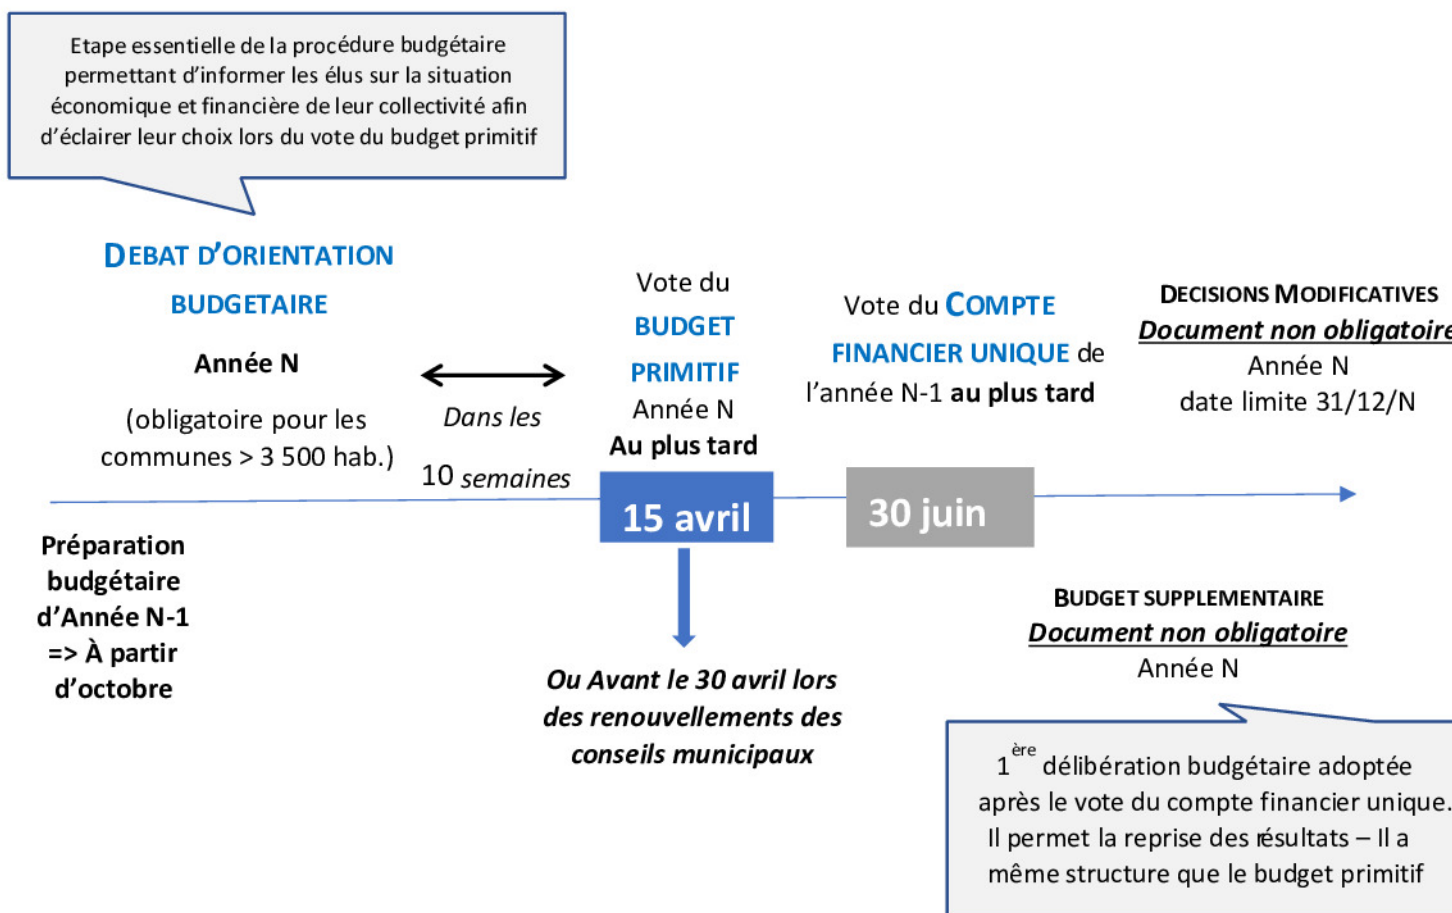 Etape essentielle de la procédure budgétaire
permettant d'informer les élus sur la situation
économique et financière de leur collectivité afin
d'éclairer leur choix lors du vote du budget primitif
DEBAT D'ORIENTATION
BUDGETAIRE
Année N
(obligatoire pour les
communes > 3 500 hab.)
Dans les
10 semaines
Vote du
BUDGET
PRIMITIF
Année N
Au plus tard
15 avril
Vote du COMPTE
FINANCIER UNIQUE de
l'année N-1 au plus tard
30 juin
DECISIONS MODIFICATIVES
Document non obligatoire
Année N
date limite 31/12/N
Préparation
budgétaire
d'Année N-1
=> À partir
d'octobre
Ou Avant le 30 avril lors
des renouvellements des
conseils municipaux
BUDGET SUPPLEMENTAIRE
Document non obligatoire
Année N
1ère délibération budgétaire adoptée
après le vote du compte financier unique.
Il permet la reprise des résultats – Il a
même structure que le budget primitif